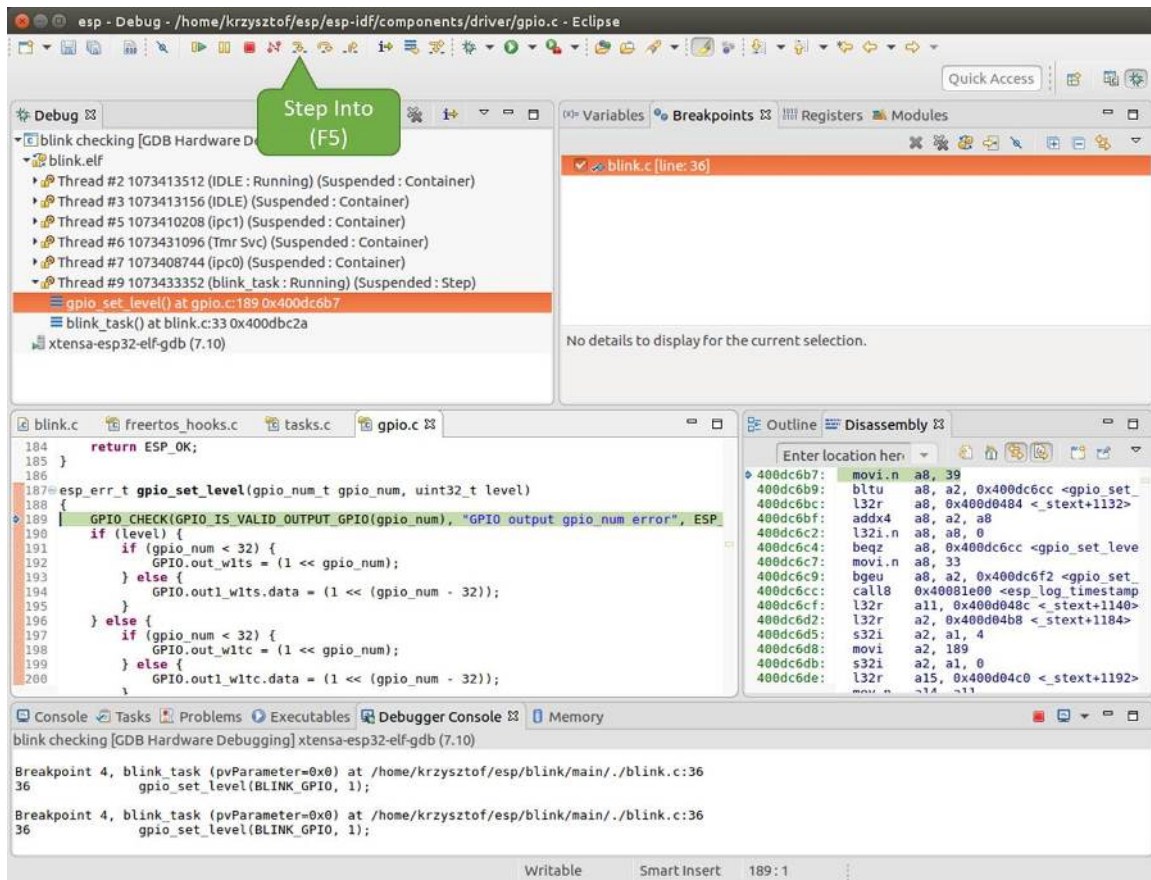 esp - Debug - /home/krzysztof/esp/esp-idf/components/driver/gpio.c - Eclipse
Quick Access
Step Into
(F5)
Debug
blink checking [GDB Hardware D
blink.elf
Thread #2 1073413512 (IDLE : Running) (Suspended : Container)
Thread #3 1073413156 (IDLE) (Suspended : Container)
Thread #5 1073410208 (ipc1) (Suspended : Container)
Thread #6 1073431096 (Tmr Svc) (Suspended : Container)
Thread #7 1073408744 (ipc0) (Suspended : Container)
Thread #9 1073433352 (blink_task : Running) (Suspended : Step)
gpio_set_level() at gpio.c:189 0x400dc6b7
blink_task() at blink.c:33 0x400dbc2a
xtensa-esp32-elf-gdb (7.10)
(x)= Variables Breakpoints Registers Modules
blink.c [line: 36]
No details to display for the current selection.
blink.c freertos_hooks.c tasks.c gpio.c
184 return ESP_OK;
185 }
186
187 esp_err_t gpio_set_level(gpio_num_t gpio_num, uint32_t level)
188 {
189 GPIO_CHECK(GPIO_IS_VALID_OUTPUT_GPIO(gpio_num), "GPIO output gpio_num error", ESP_
190 if (level) {
191 if (gpio_num < 32) {
192 GPIO.out_w1ts = (1 << gpio_num);
193 } else {
194 GPIO.out1_w1ts.data = (1 << (gpio_num - 32));
195 }
196 } else {
197 if (gpio_num < 32) {
198 GPIO.out_w1tc = (1 << gpio_num);
199 } else {
200 GPIO.out1_w1tc.data = (1 << (gpio_num - 32));
}
Outline Disassembly
Enter location here
400dc6b7: movi.n a8, 39
400dc6b9: bltu a8, a2, 0x400dc6cc <gpio_set_
400dc6bc: l32r a8, 0x400d0484 <_stext+1132>
400dc6bf: addx4 a8, a2, a8
400dc6c2: l32i.n a8, a8, 0
400dc6c4: beqz a8, 0x400dc6cc <gpio_set_leve
400dc6c7: movi.n a8, 33
400dc6c9: bgeu a8, a2, 0x400dc6f2 <gpio_set_
400dc6cc: call8 0x40081e00 <esp_log_timestamp
400dc6cf: l32r a11, 0x400d048c <_stext+1140>
400dc6d2: l32r a2, 0x400d04b8 <_stext+1184>
400dc6d5: s32i a2, a1, 4
400dc6d8: movi a2, 189
400dc6db: s32i a2, a1, 0
400dc6de: l32r a15, 0x400d04c0 <_stext+1192>
mov.n a14, a11
Console Tasks Problems Executables Debugger Console Memory
blink checking [GDB Hardware Debugging] xtensa-esp32-elf-gdb (7.10)
Breakpoint 4, blink_task (pvParameter=0x0) at /home/krzysztof/esp/blink/main/./blink.c:36
36 gpio_set_level(BLINK_GPIO, 1);
Breakpoint 4, blink_task (pvParameter=0x0) at /home/krzysztof/esp/blink/main/./blink.c:36
36 gpio_set_level(BLINK_GPIO, 1);
Writable Smart Insert 189 : 1